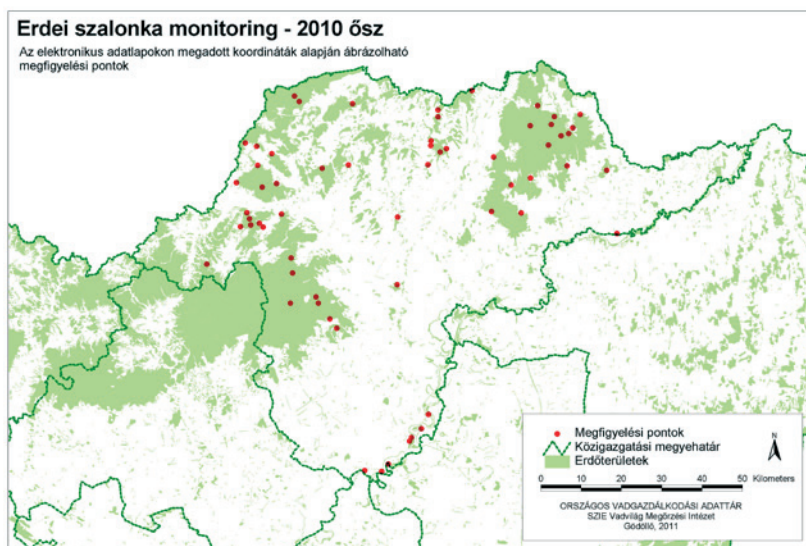 Erdei szalonka monitoring - 2010 ősz
Az elektronikus adatlapokon megadott koordináták alapján ábrázolható
megfigyelési pontok
Megfigyelési pontok
Közigazgatási megyehatár
Erdőterületek
N
0 10 20 30 40 50 Kilometers
ORSZÁGOS VADGAZDÁLKODÁSI ADATTÁR
SZIE Vadvilág Megőrzési Intézet
Gödöllő, 2011